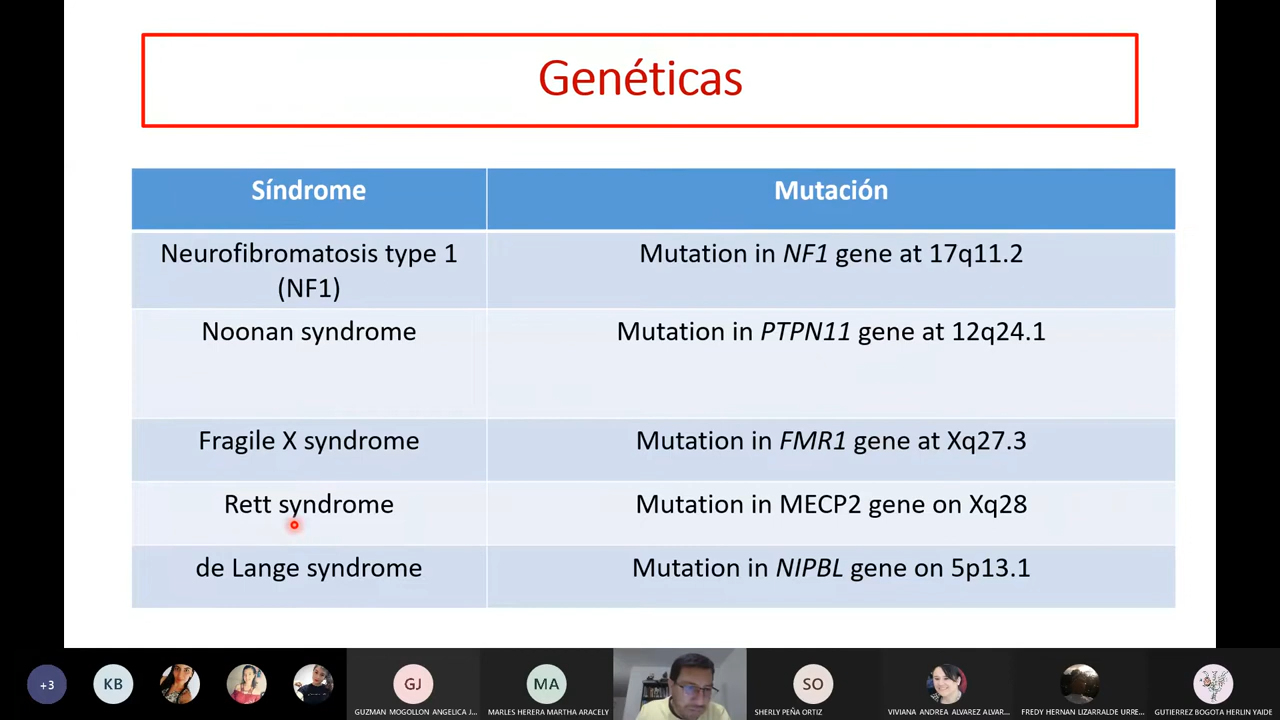 Genéticas
Síndrome
Mutación
Neurofibromatosis type 1
(NF1)
Mutation in NF1 gene at 17q11.2
Noonan syndrome
Mutation in PTPN11 gene at 12q24.1
Fragile X syndrome
Mutation in FMR1 gene at Xq27.3
Rett syndrome
Mutation in MECP2 gene on Xq28
de Lange syndrome
Mutation in NIPBL gene on 5p13.1
+3
KB
GJ
GUZMAN MOGOLLON ANGELICA J...
MA
MARLES HERERA MARTHA ARACELY
SO
SHERLY PEÑA ORTIZ
VIVIANA ANDREA ALVAREZ ALVAR...
FREDY HERNAN LIZARRALDE URRE...
GUTIERREZ BOGOTA HERLIN YAIDE